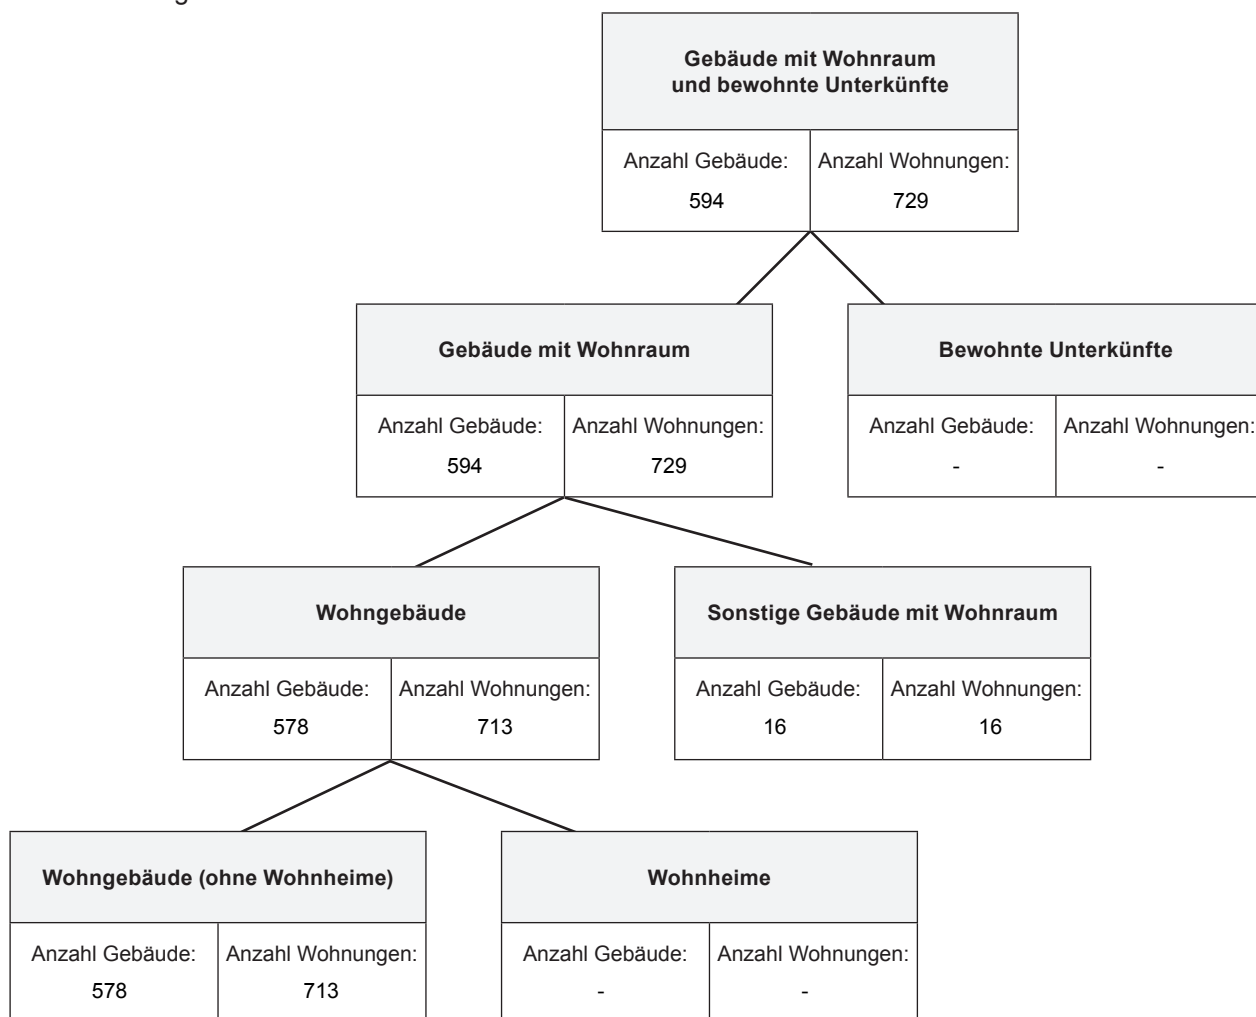 Gebäude mit Wohnraum
und bewohnte Unterkünfte
Anzahl Gebäude: Anzahl Wohnungen:
594 729
Gebäude mit Wohnraum
Anzahl Gebäude: Anzahl Wohnungen:
594 729
Bewohnte Unterkünfte
Anzahl Gebäude: Anzahl Wohnungen:
- -
Wohngebäude
Anzahl Gebäude: Anzahl Wohnungen:
578 713
Sonstige Gebäude mit Wohnraum
Anzahl Gebäude: Anzahl Wohnungen:
16 16
Wohngebäude (ohne Wohnheime)
Anzahl Gebäude: Anzahl Wohnungen:
578 713
Wohnheime
Anzahl Gebäude: Anzahl Wohnungen:
- -